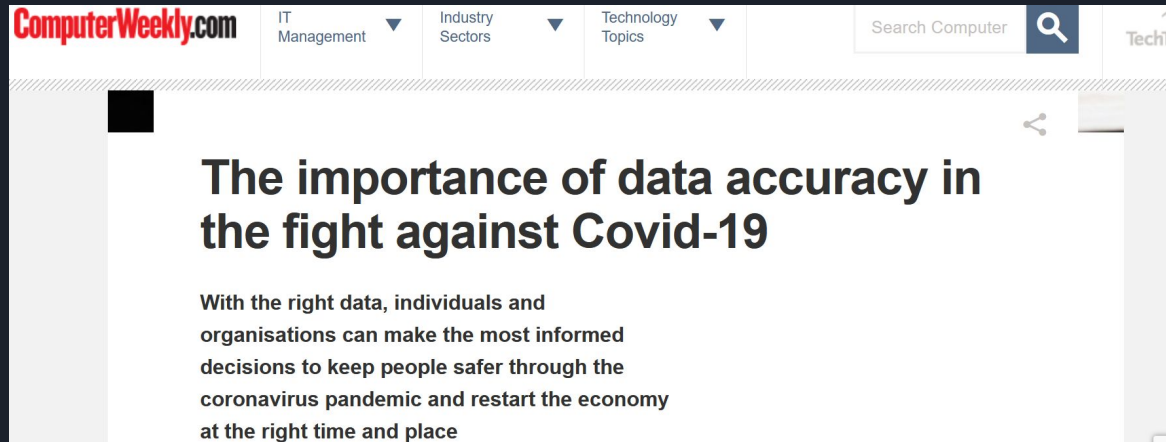 ComputerWeekly.com
IT
Management
Industry
Sectors
Technology
Topics
Search Computer
The importance of data accuracy in
the fight against Covid-19
With the right data, individuals and
organisations can make the most informed
decisions to keep people safer through the
coronavirus pandemic and restart the economy
at the right time and place